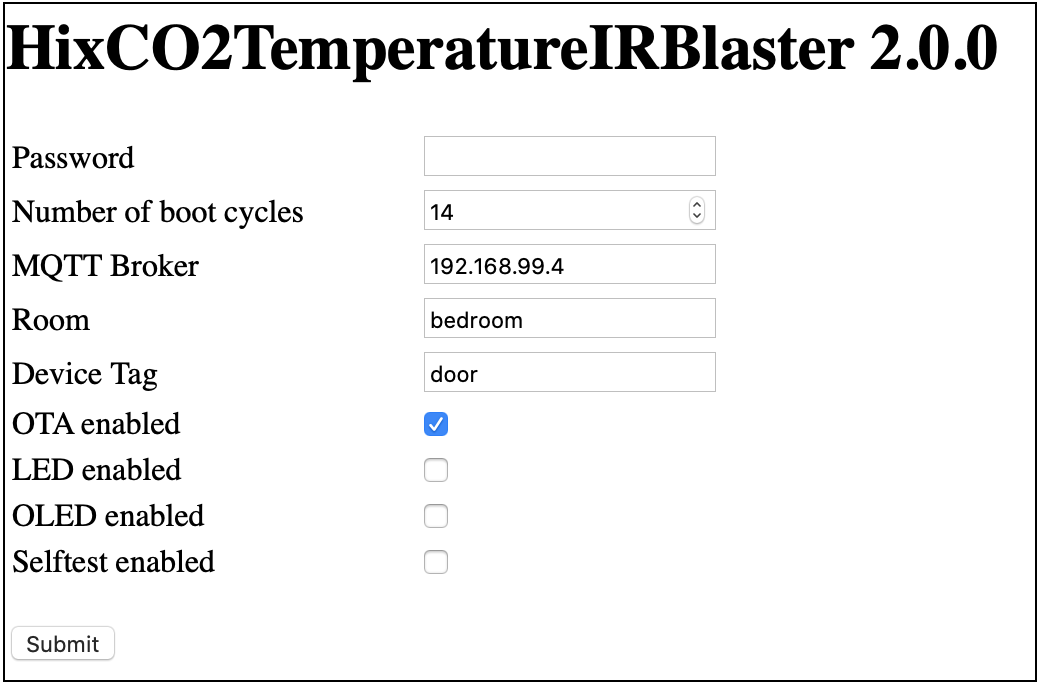 HixCO2TemperatureIRBlaster 2.0.0
Password
Number of boot cycles 14
MQTT Broker 192.168.99.4
Room bedroom
Device Tag door
OTA enabled
LED enabled
OLED enabled
Selftest enabled
Submit